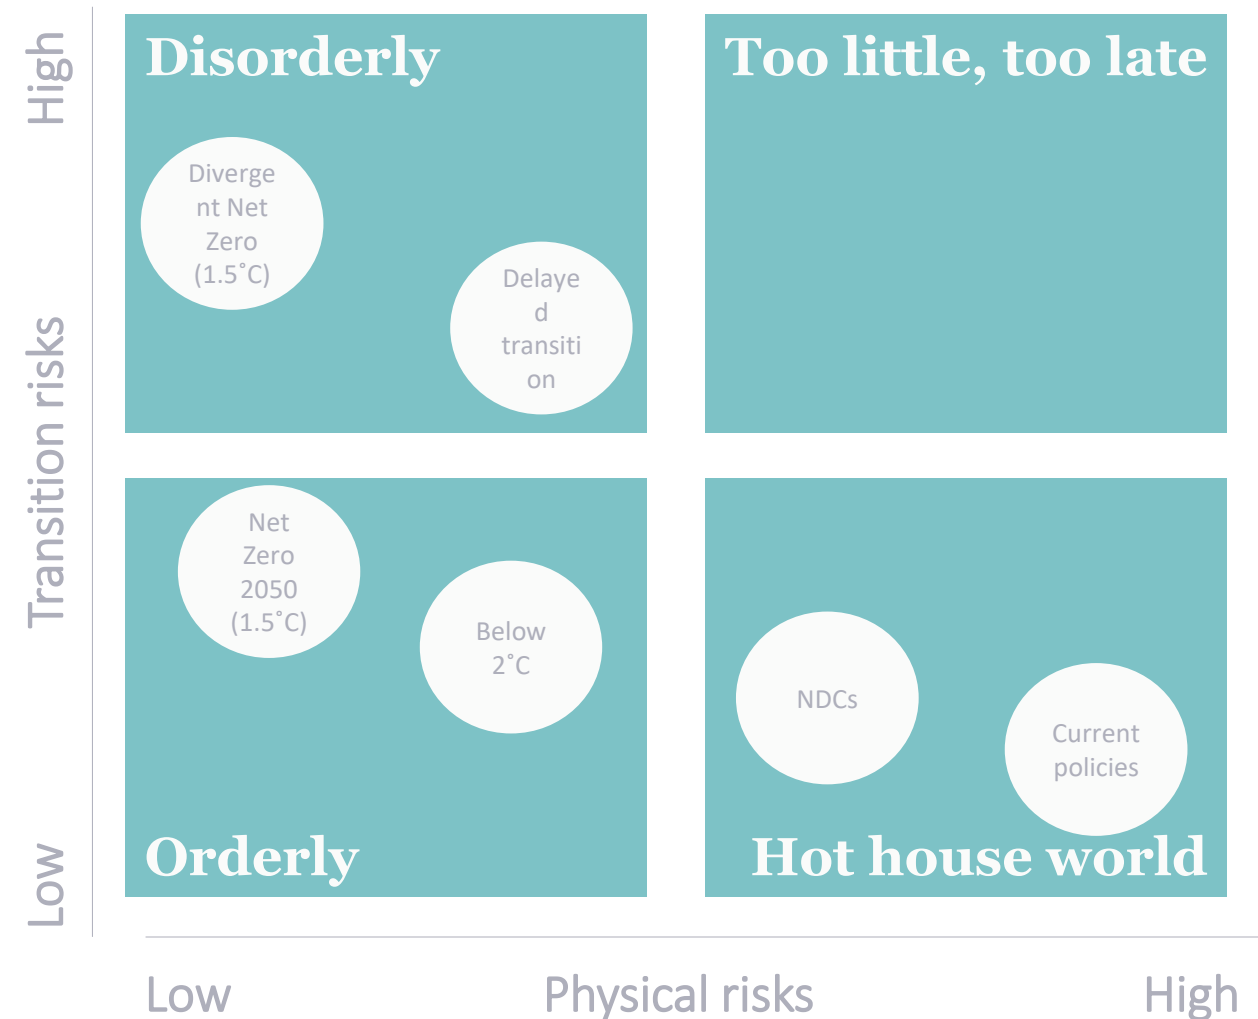 High
Transition risks
Low
Disorderly
Diverge
nt Net
Zero
(1.5˚C)
Delaye
d
transiti
on
Too little, too late
Net
Zero
2050
(1.5˚C)
Below
2˚C
Orderly
NDCs
Current
policies
Hot house world
Low
Physical risks
High